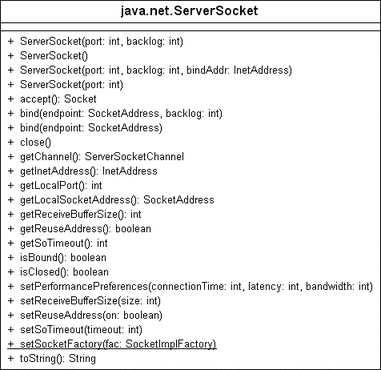 java.net.ServerSocket
+ ServerSocket(port: int, backlog: int)
+ ServerSocket()
+ ServerSocket(port: int, backlog: int, bindAddr: InetAddress)
+ ServerSocket(port: int)
+ accept(): Socket
+ bind(endpoint: SocketAddress, backlog: int)
+ bind(endpoint: SocketAddress)
+ close()
+ getChannel(): ServerSocketChannel
+ getInetAddress(): InetAddress
+ getLocalPort(): int
+ getLocalSocketAddress(): SocketAddress
+ getReceiveBufferSize(): int
+ getReuseAddress(): boolean
+ getSoTimeout(): int
+ isBound(): boolean
+ isClosed(): boolean
+ setPerformancePreferences(connectionTime: int, latency: int, bandwidth: int)
+ setReceiveBufferSize(size: int)
+ setReuseAddress(on: boolean)
+ setSoTimeout(timeout: int)
+ setSocketFactory(fac: SocketImplFactory)
+ toString(): String